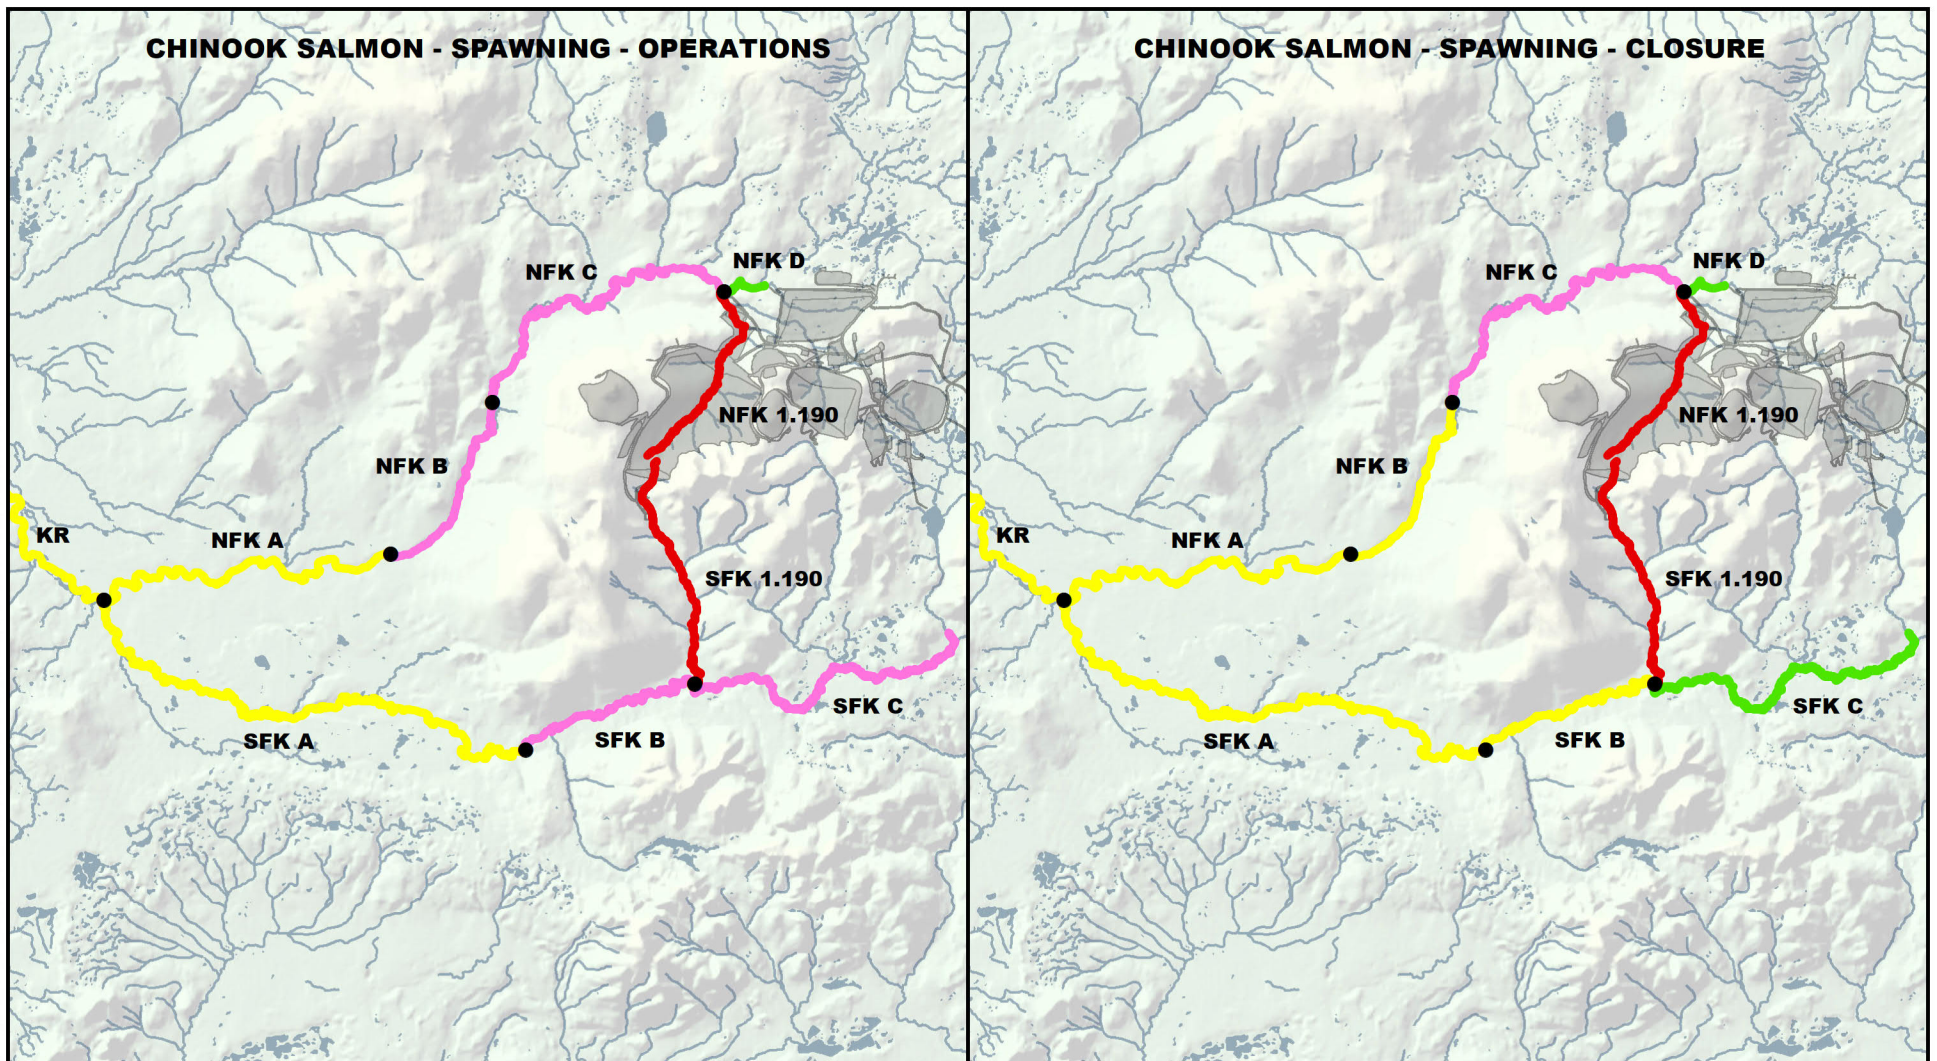 CHINOOK SALMON - SPAWNING - OPERATIONS
NFK D
NFK C
NFK 1.190
NFK B
KR
NFK A
SFK 1.190
SFK C
SFK A
SFK B
CHINOOK SALMON - SPAWNING - CLOSURE
NFK D
NFK C
NFK 1.190
NFK B
KR
NFK A
SFK 1.190
SFK C
SFK A
SFK B